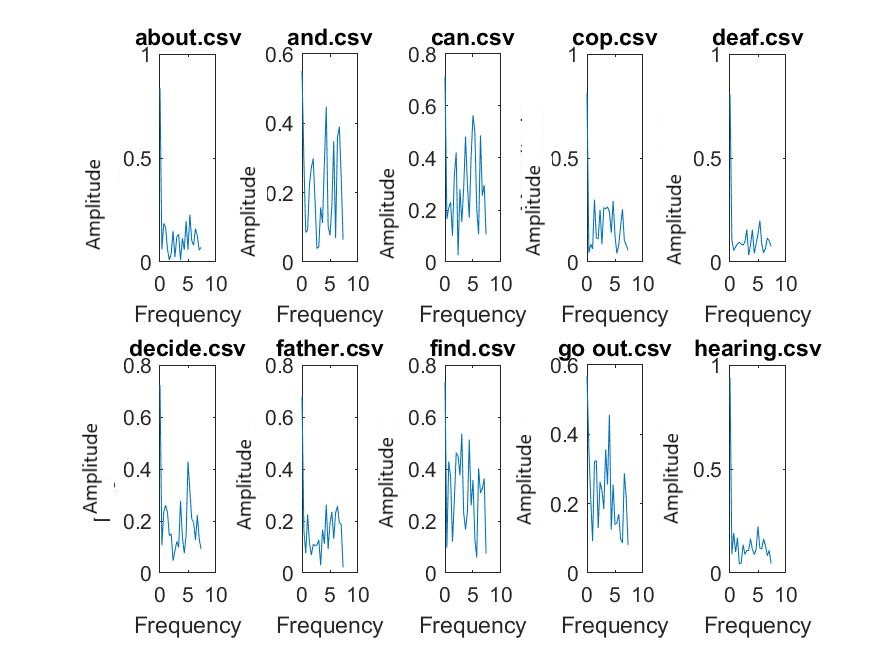 about.csv and.csv can.csv cop.csv deaf.csv
1 0.6 0.8 1 1
0.6
0.5 0.4 0.4 0.5 0.5
0.2 0.2
0 0 0 0 0
Amplitude Amplitude Amplitude Amplitude Amplitude
0 5 10 0 5 10 0 5 10 0 5 10 0 5 10
Frequency Frequency Frequency Frequency Frequency
decide.csv father.csv find.csv go out.csv hearing.csv
0.8 0.8 0.8 0.6 1
0.6 0.6 0.6
0.4 0.4 0.4 0.4 0.5
0.2 0.2 0.2 0.2
0 0 0 0 0
Amplitude Amplitude Amplitude Amplitude Amplitude
0 5 10 0 5 10 0 5 10 0 5 10 0 5 10
Frequency Frequency Frequency Frequency Frequency